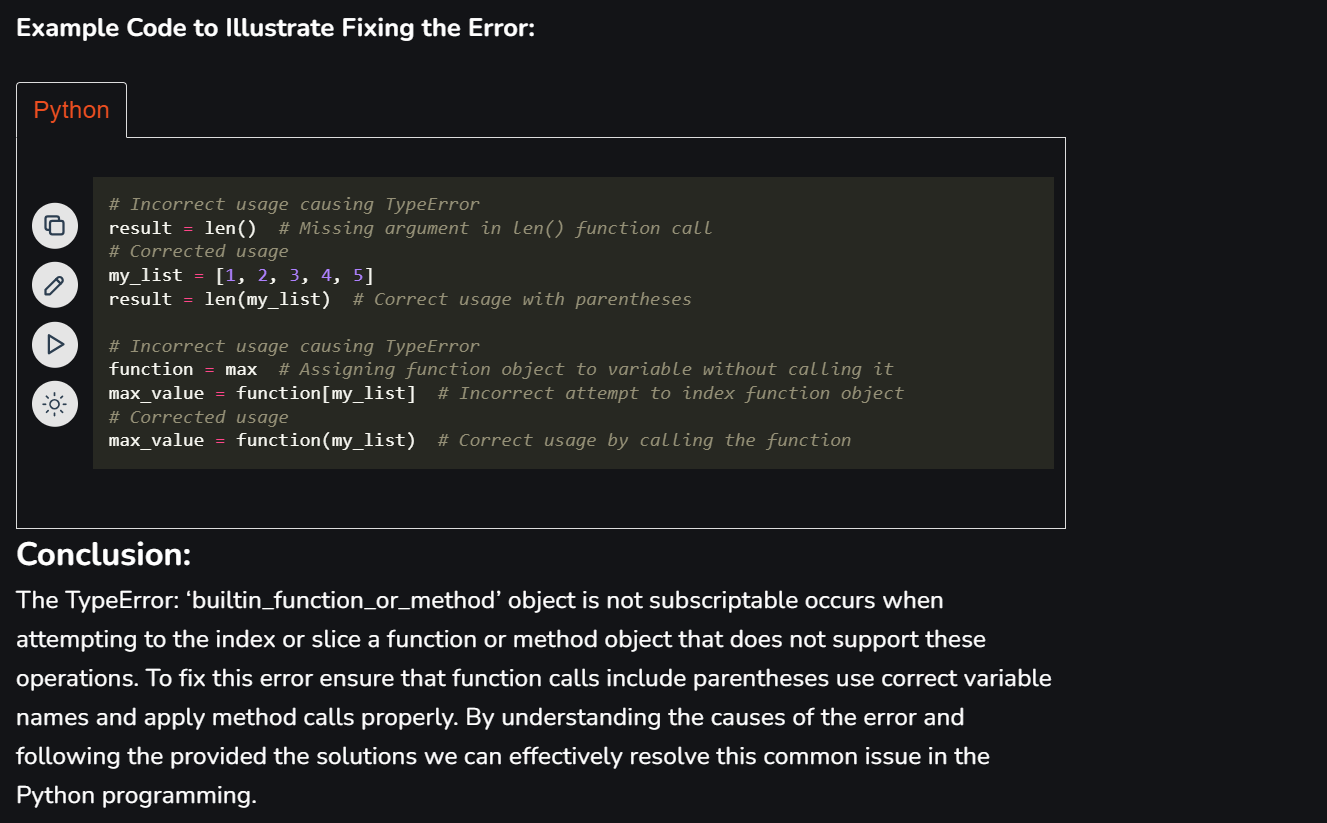 Example Code to Illustrate Fixing the Error:
Python
# Incorrect usage causing TypeError
result = len()  # Missing argument in len() function call
# Corrected usage
my_list = [1, 2, 3, 4, 5]
result = len(my_list)  # Correct usage with parentheses

# Incorrect usage causing TypeError
function = max  # Assigning function object to variable without calling it
max_value = function[my_list]  # Incorrect attempt to index function object
# Corrected usage
max_value = function(my_list)  # Correct usage by calling the function
Conclusion:
The TypeError: ‘builtin_function_or_method’ object is not subscriptable occurs when
attempting to the index or slice a function or method object that does not support these
operations. To fix this error ensure that function calls include parentheses use correct variable
names and apply method calls properly. By understanding the causes of the error and
following the provided the solutions we can effectively resolve this common issue in the
Python programming.